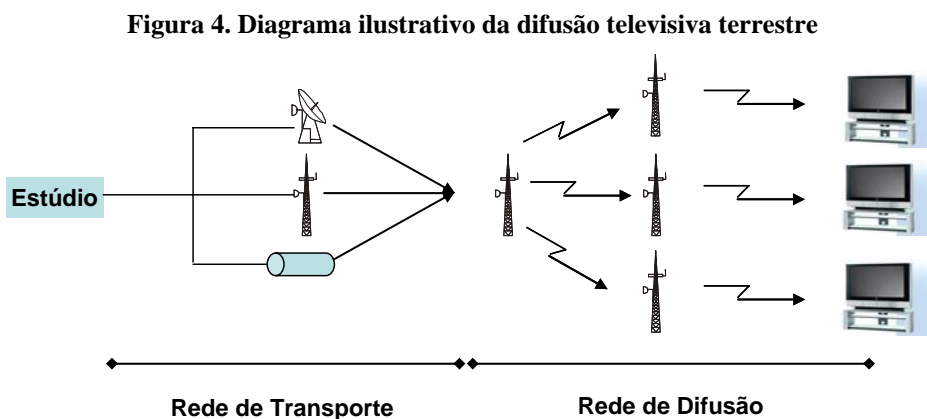 Figura 4. Diagrama ilustrativo da difusão televisiva terrestre
Estúdio
Rede de Transporte
Rede de Difusão